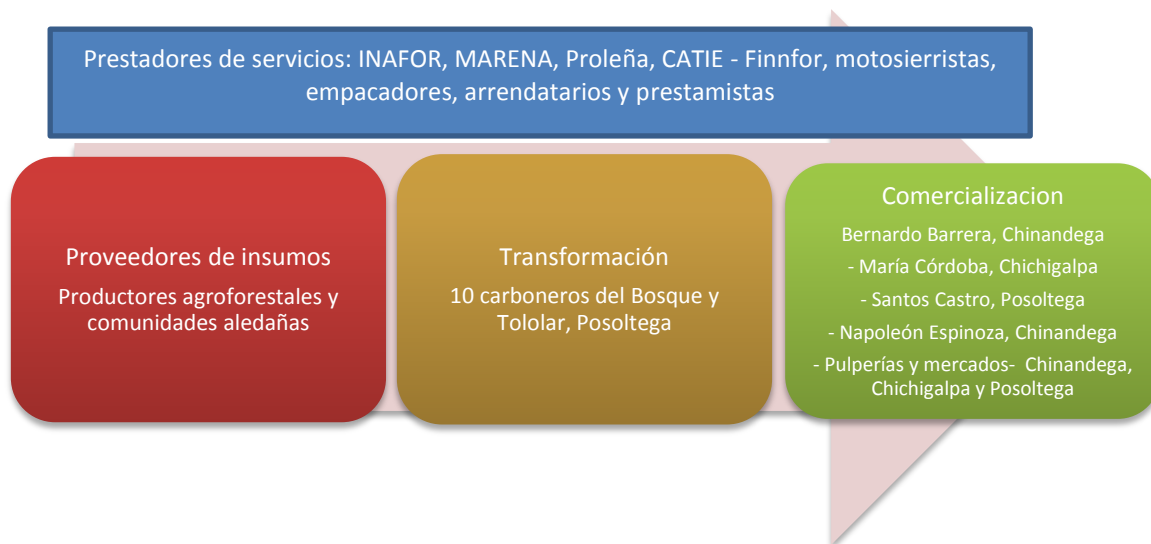 Prestadores de servicios: INAFOR, MARENA, Proleña, CATIE - Finnfor, motosierristas,
empacadores, arrendatarios y prestamistas
Proveedores de insumos
Productores agroforestales y
comunidades aledañas
Transformación
10 carboneros del Bosque y
Tololar, Posoltega
Comercializacion
Bernardo Barrera, Chinandega
- María Córdoba, Chichigalpa
- Santos Castro, Posoltega
- Napoleón Espinoza, Chinandega
- Pulperías y mercados- Chinandega,
Chichigalpa y Posoltega